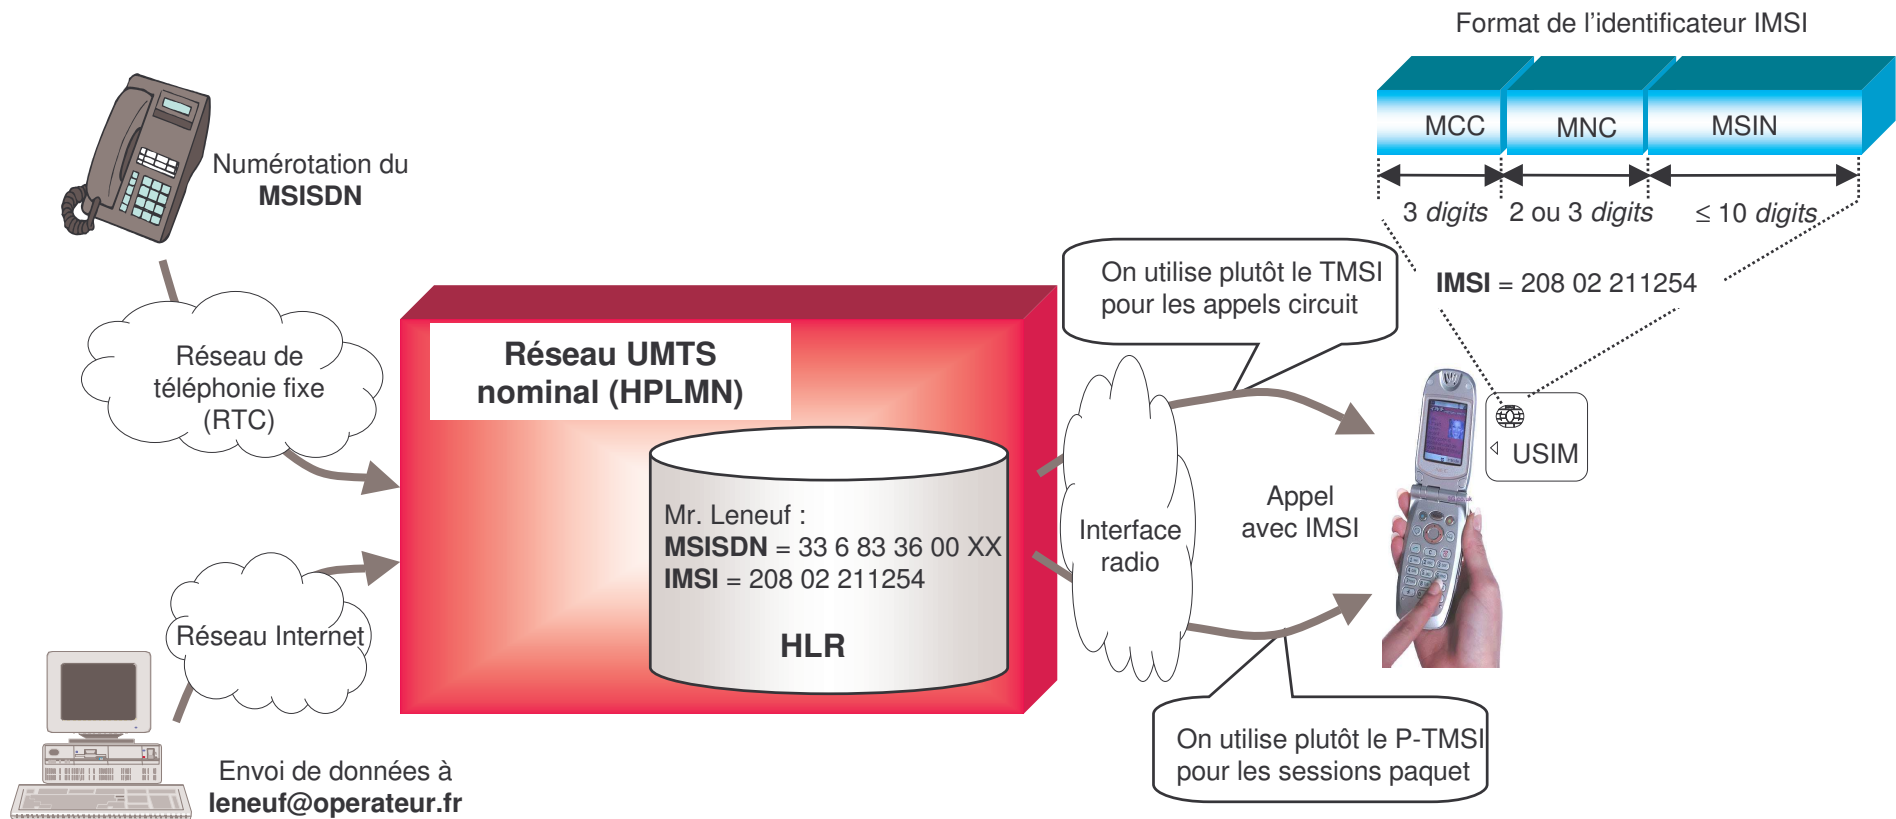 Format de l'identificateur IMSI
MCC
MNC
MSIN
3 digits
2 ou 3 digits
≤ 10 digits
IMSI = 208 02 211254
USIM
Numérotation du
MSISDN
Réseau de
téléphonie fixe
(RTC)
Réseau UMTS
nominal (HPLMN)
Mr. Leneuf :
MSISDN = 33 6 83 36 00 XX
IMSI = 208 02 211254
HLR
On utilise plutôt le TMSI
pour les appels circuit
Interface
radio
Appel
avec IMSI
On utilise plutôt le P-TMSI
pour les sessions paquet
Réseau Internet
Envoi de données à
leneuf@operateur.fr